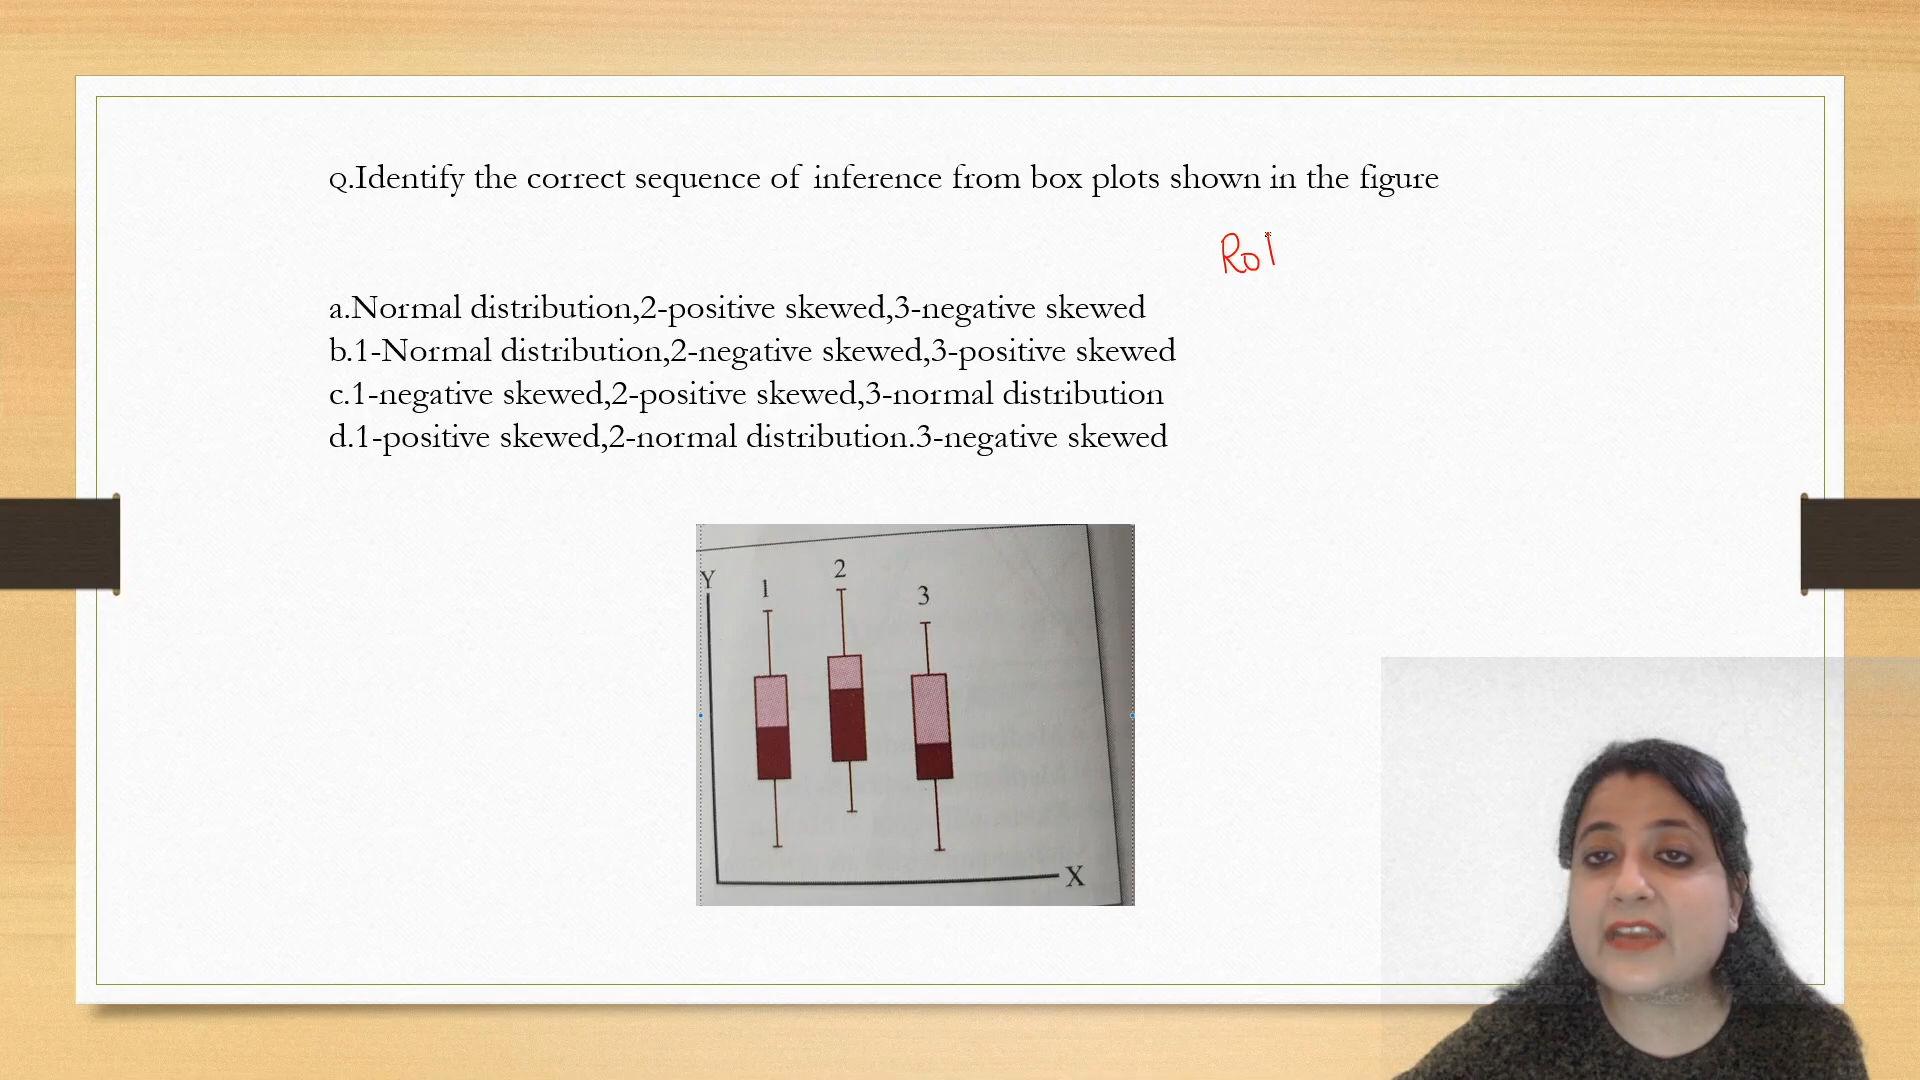 Q.Identify the correct sequence of inference from box plots shown in the figure
RoI
a.Normal distribution,2-positive skewed,3-negative skewed
b.1-Normal distribution,2-negative skewed,3-positive skewed
c.1-negative skewed,2-positive skewed,3-normal distribution
d.1-positive skewed,2-normal distribution.3-negative skewed
Y
1
2
3
X